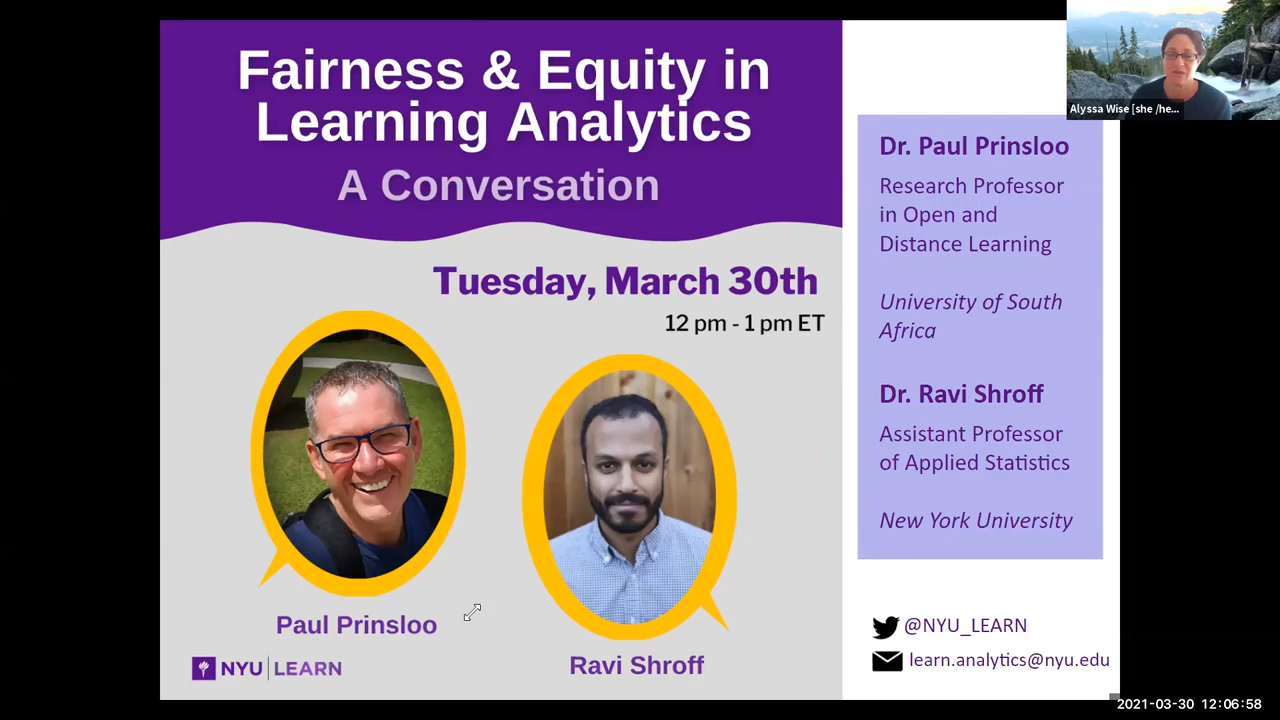 Fairness & Equity in
Learning Analytics
A Conversation
Tuesday, March 30th
12 pm - 1 pm ET
Paul Prinsloo
Ravi Shroff
NYU | LEARN
Alyssa Wise [she /he...
Dr. Paul Prinsloo
Research Professor
in Open and
Distance Learning
University of South
Africa
Dr. Ravi Shroff
Assistant Professor
of Applied Statistics
New York University
@NYU_LEARN
learn.analytics@nyu.edu
2021-03-30 12:06:58